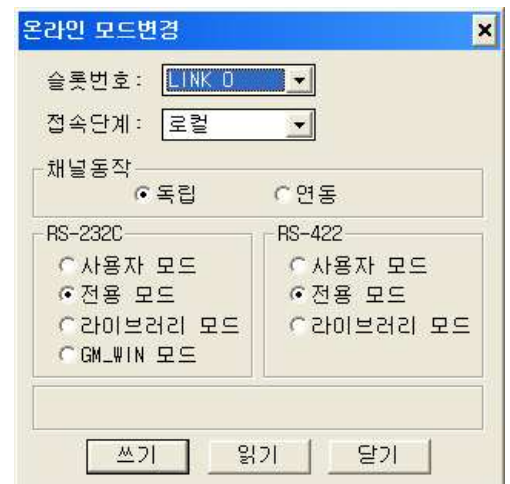 온라인 모드변경
슬롯번호: LINK 0
접속단계: 로컬
채널동작
독립 연동
RS-232C RS-422
사용자 모드 사용자 모드
전용 모드 전용 모드
라이브러리 모드 라이브러리 모드
GM_WIN 모드
쓰기 읽기 닫기